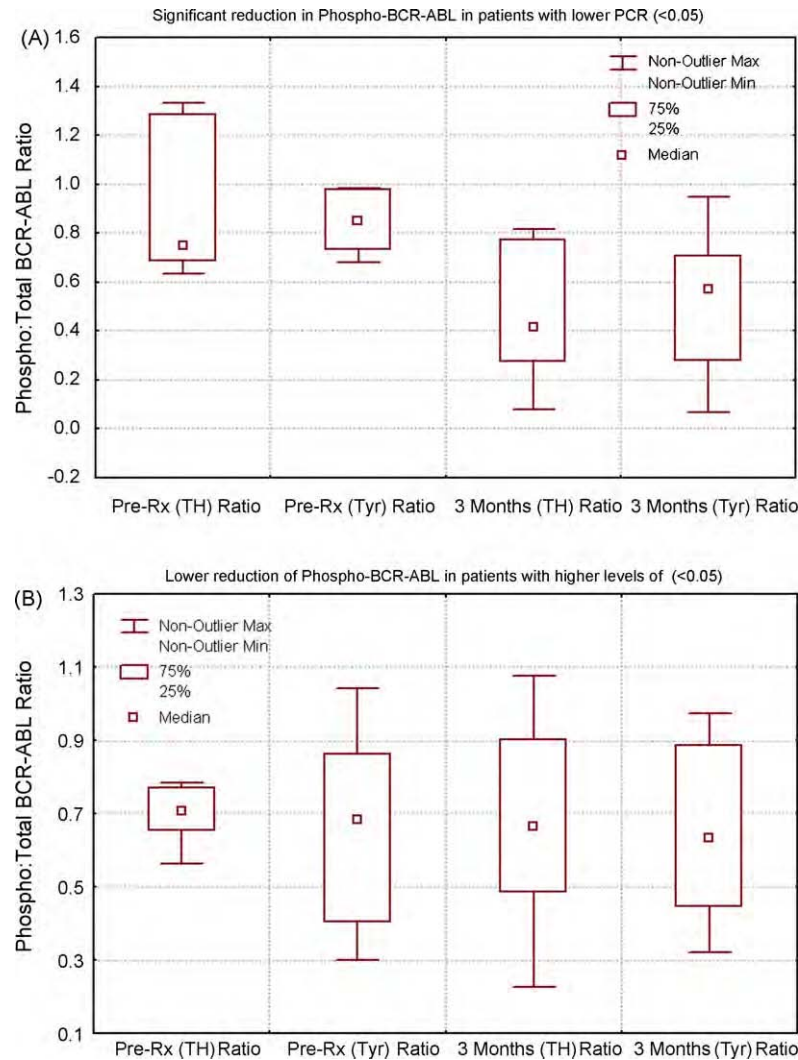 Significant reduction in Phospho-BCR-ABL in patients with lower PCR (<0.05)
(A)
Phospho:Total BCR-ABL Ratio
1.6
1.4
1.2
1.0
0.8
0.6
0.4
0.2
0.0
-0.2
Non-Outlier Max
Non-Outlier Min
75%
25%
Median
Pre-Rx (TH) Ratio
Pre-Rx (Tyr) Ratio
3 Months (TH) Ratio
3 Months (Tyr) Ratio
Lower reduction of Phospho-BCR-ABL in patients with higher levels of (<0.05)
(B)
Phospho:Total BCR-ABL Ratio
1.3
1.1
0.9
0.7
0.5
0.3
0.1
Non-Outlier Max
Non-Outlier Min
75%
25%
Median
Pre-Rx (TH) Ratio
Pre-Rx (Tyr) Ratio
3 Months (TH) Ratio
3 Months (Tyr) Ratio